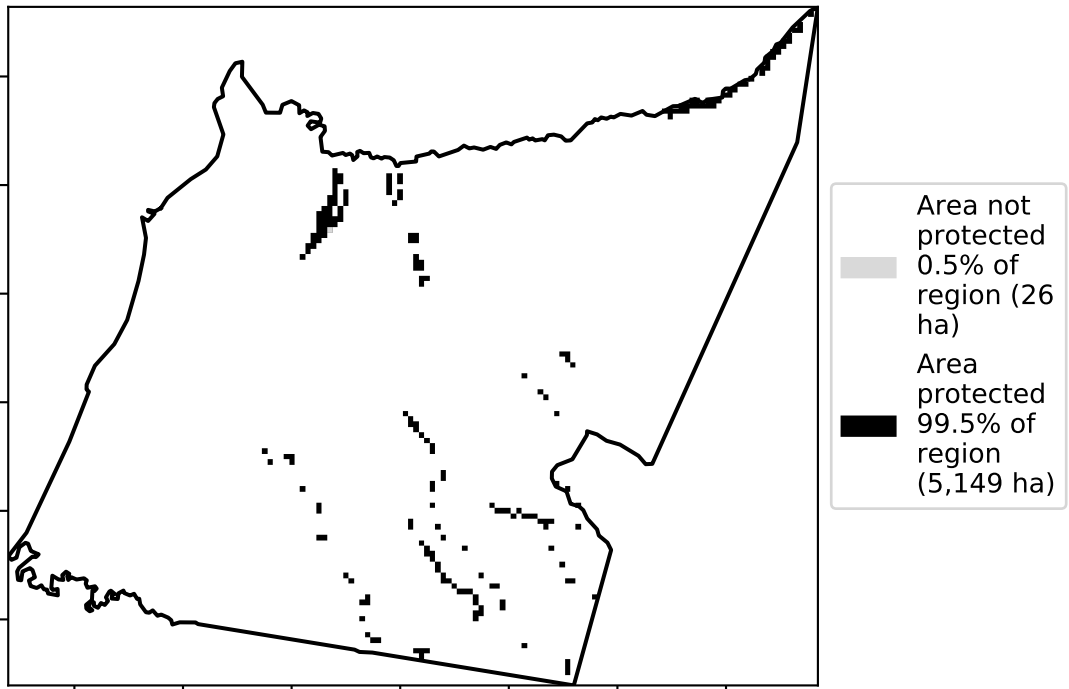 Area not
protected
0.5% of
region (26
ha)
Area
protected
99.5% of
region
(5,149 ha)